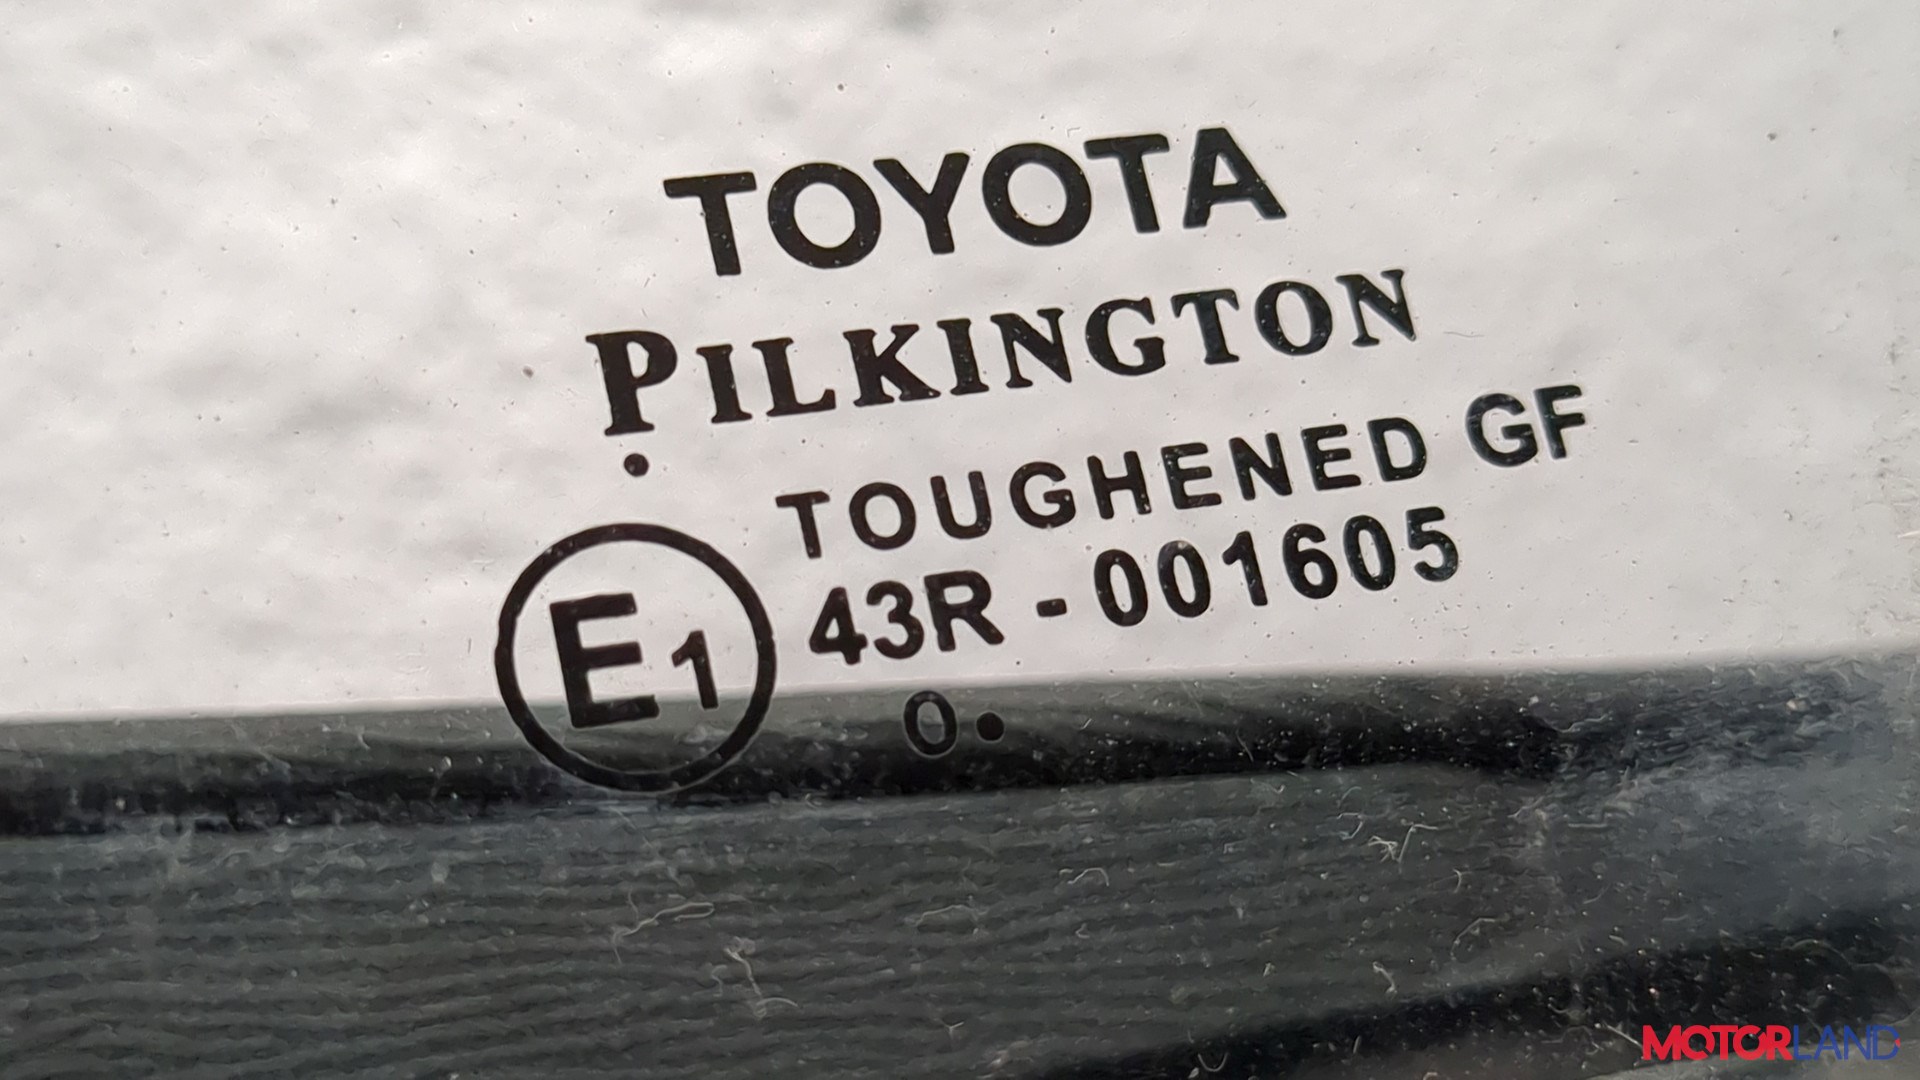 TOYOTA
PILKINGTON
TOUGHENED GF
E1 43R - 001605
0•
MOTORLAND